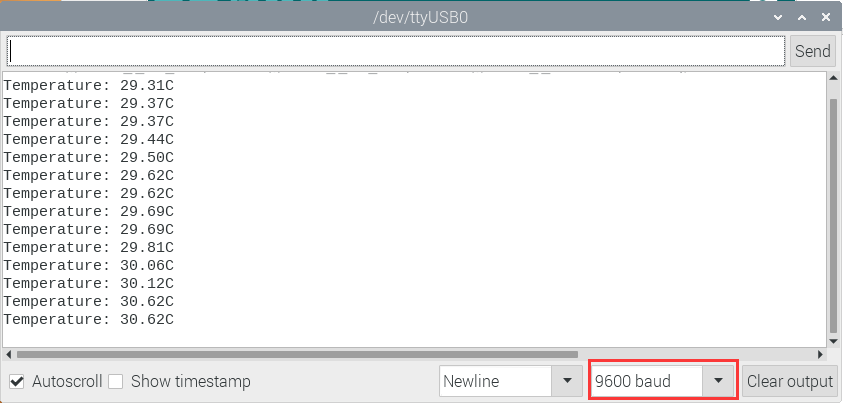 /dev/ttyUSB0
Send
Temperature: 29.31C
Temperature: 29.37C
Temperature: 29.37C
Temperature: 29.44C
Temperature: 29.50C
Temperature: 29.62C
Temperature: 29.62C
Temperature: 29.69C
Temperature: 29.69C
Temperature: 29.81C
Temperature: 30.06C
Temperature: 30.12C
Temperature: 30.62C
Temperature: 30.62C
Autoscroll Show timestamp Newline 9600 baud Clear output